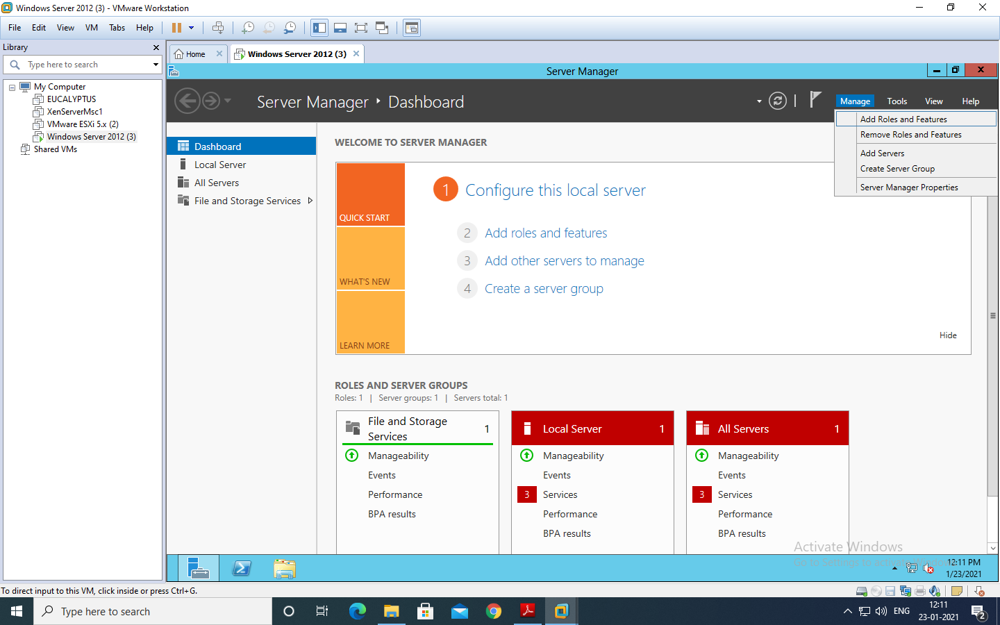 Windows Server 2012 (3) - VMware Workstation
File Edit View VM Tabs Help
Library
Type here to search
My Computer
EUCALYPTUS
XenServerMsc1
VMware ESXi 5.x (2)
Windows Server 2012 (3)
Shared VMs
Home
Windows Server 2012 (3)
Server Manager
Server Manager Dashboard
Manage Tools View Help
Add Roles and Features
Remove Roles and Features
Add Servers
Create Server Group
Server Manager Properties
Dashboard
Local Server
All Servers
File and Storage Services
WELCOME TO SERVER MANAGER
QUICK START
WHAT'S NEW
LEARN MORE
1 Configure this local server
2 Add roles and features
3 Add other servers to manage
4 Create a server group
Hide
ROLES AND SERVER GROUPS
Roles: 1 | Server groups: 1 | Servers total: 1
File and Storage
Services
1
Manageability
Events
Performance
BPA results
Local Server 1
Manageability
Events
3 Services
Performance
BPA results
All Servers 1
Manageability
Events
3 Services
Performance
BPA results
Activate Windows
Go to Settings to activate Windows.
12:11 PM
1/23/2021
To direct input to this VM, click inside or press Ctrl+G.
Type here to search
ENG
12:11
23-01-2021
2